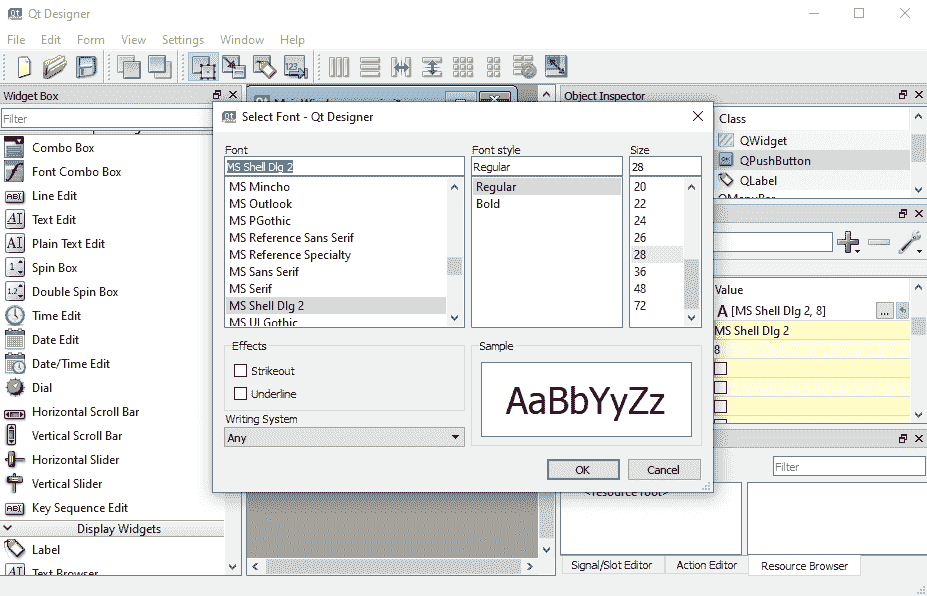 Qt Designer
File Edit Form View Settings Window Help
Widget Box
Filter
Combo Box
Font Combo Box
Line Edit
Text Edit
Plain Text Edit
Spin Box
Double Spin Box
Time Edit
Date Edit
Date/Time Edit
Dial
Horizontal Scroll Bar
Vertical Scroll Bar
Horizontal Slider
Vertical Slider
Key Sequence Edit
Display Widgets
Label
Text Browser
Select Font - Qt Designer
Font
MS Shell Dlg 2
MS Mincho
MS Outlook
MS PGothic
MS Reference Sans Serif
MS Reference Specialty
MS Sans Serif
MS Serif
MS Shell Dlg 2
MS UI Gothic
Font style
Regular
Regular
Bold
Size
28
20
22
24
26
28
36
48
72
Effects
Strikeout
Underline
Writing System
Any
Sample
AaBbYyZz
OK Cancel
Object Inspector
Class
QWidget
QPushButton
QLabel
QMenuBar
Value
A [MS Shell Dlg 2, 8] ...
MS Shell Dlg 2
8
Filter
<resource root>
Signal/Slot Editor Action Editor Resource Browser